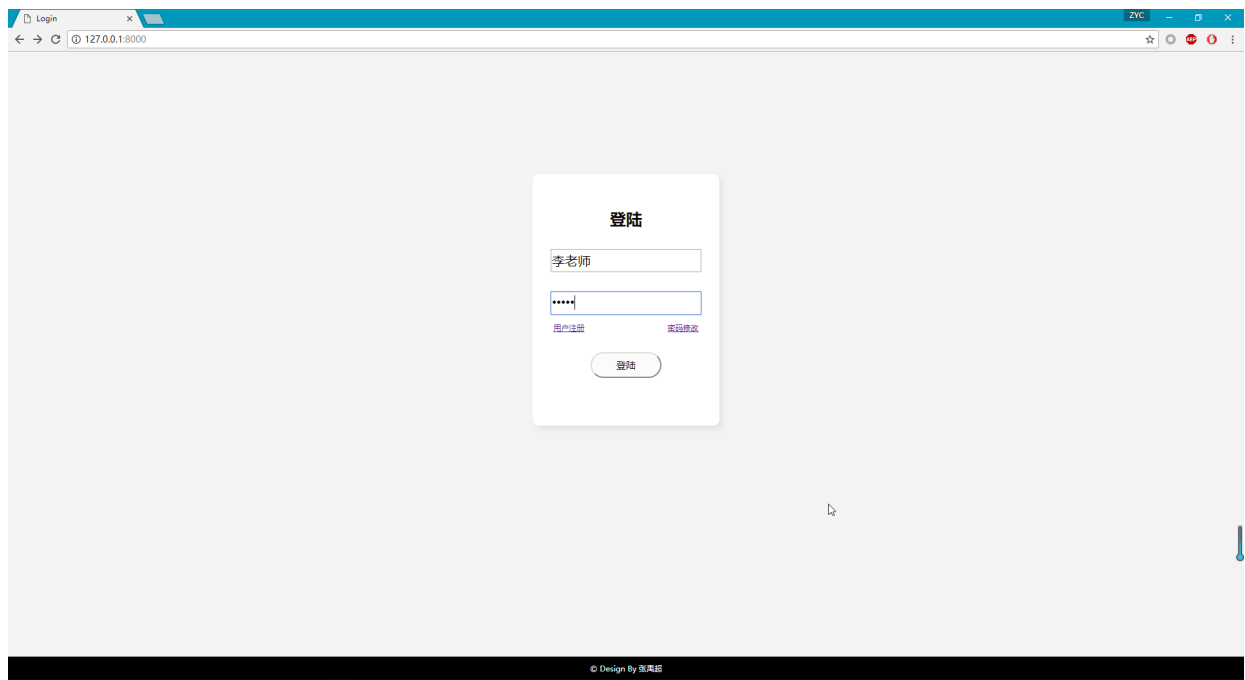 Login
ZYC
127.0.0.1:8000
ABP
登陆
李老师
•••••
用户注册 密码修改
登陆
© Design By 张禹超